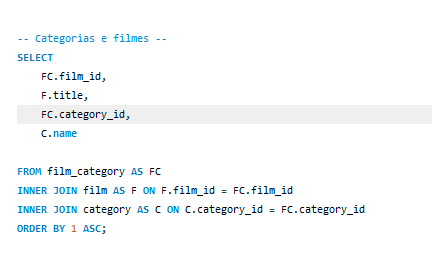 -- Categorias e filmes --
SELECT
    FC.film_id,
    F.title,
    FC.category_id,
    C.name
FROM film_category AS FC
INNER JOIN film AS F ON F.film_id = FC.film_id
INNER JOIN category AS C ON C.category_id = FC.category_id
ORDER BY 1 ASC;